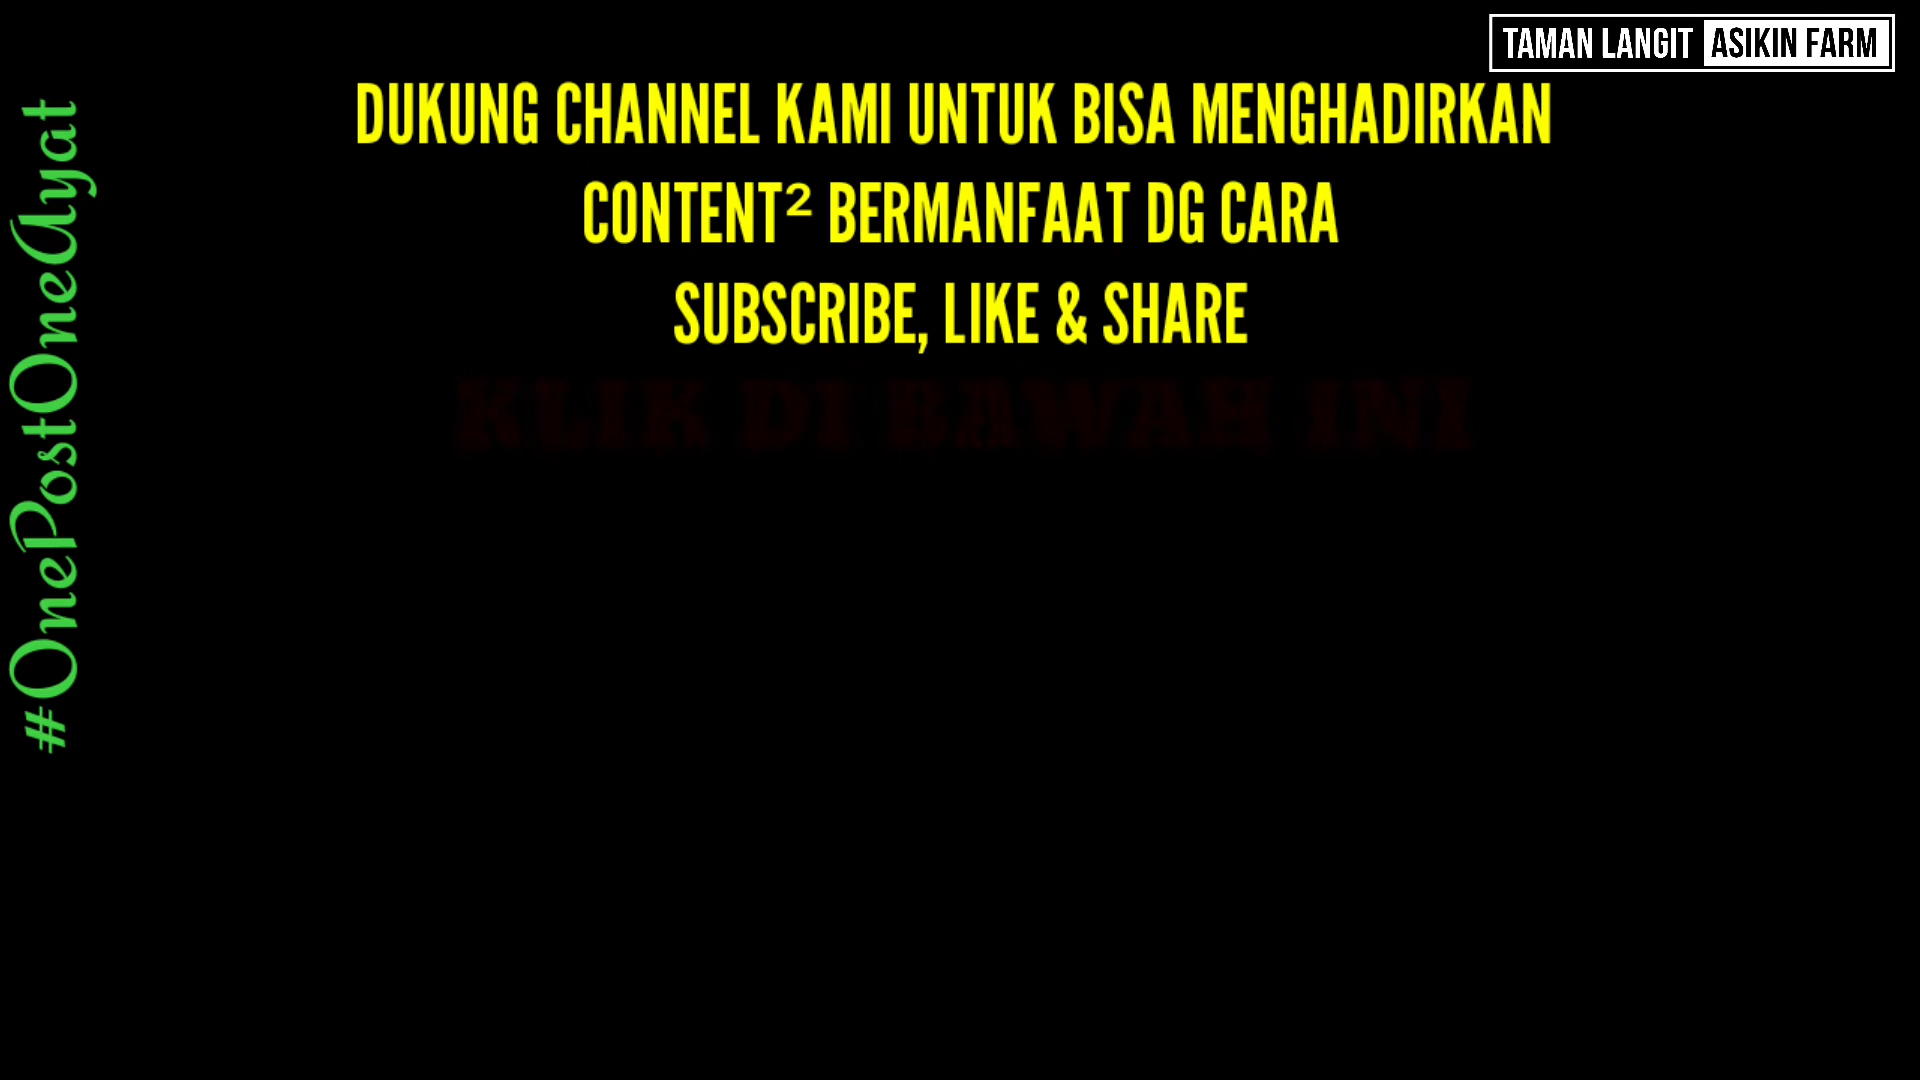 TAMAN LANGIT ASIKIN FARM
DUKUNG CHANNEL KAMI UNTUK BISA MENGHADIRKAN
CONTENT² BERMANFAAT DG CARA
SUBSCRIBE, LIKE & SHARE
KLIK DI BAWAH INI
#OnePostOneAyat